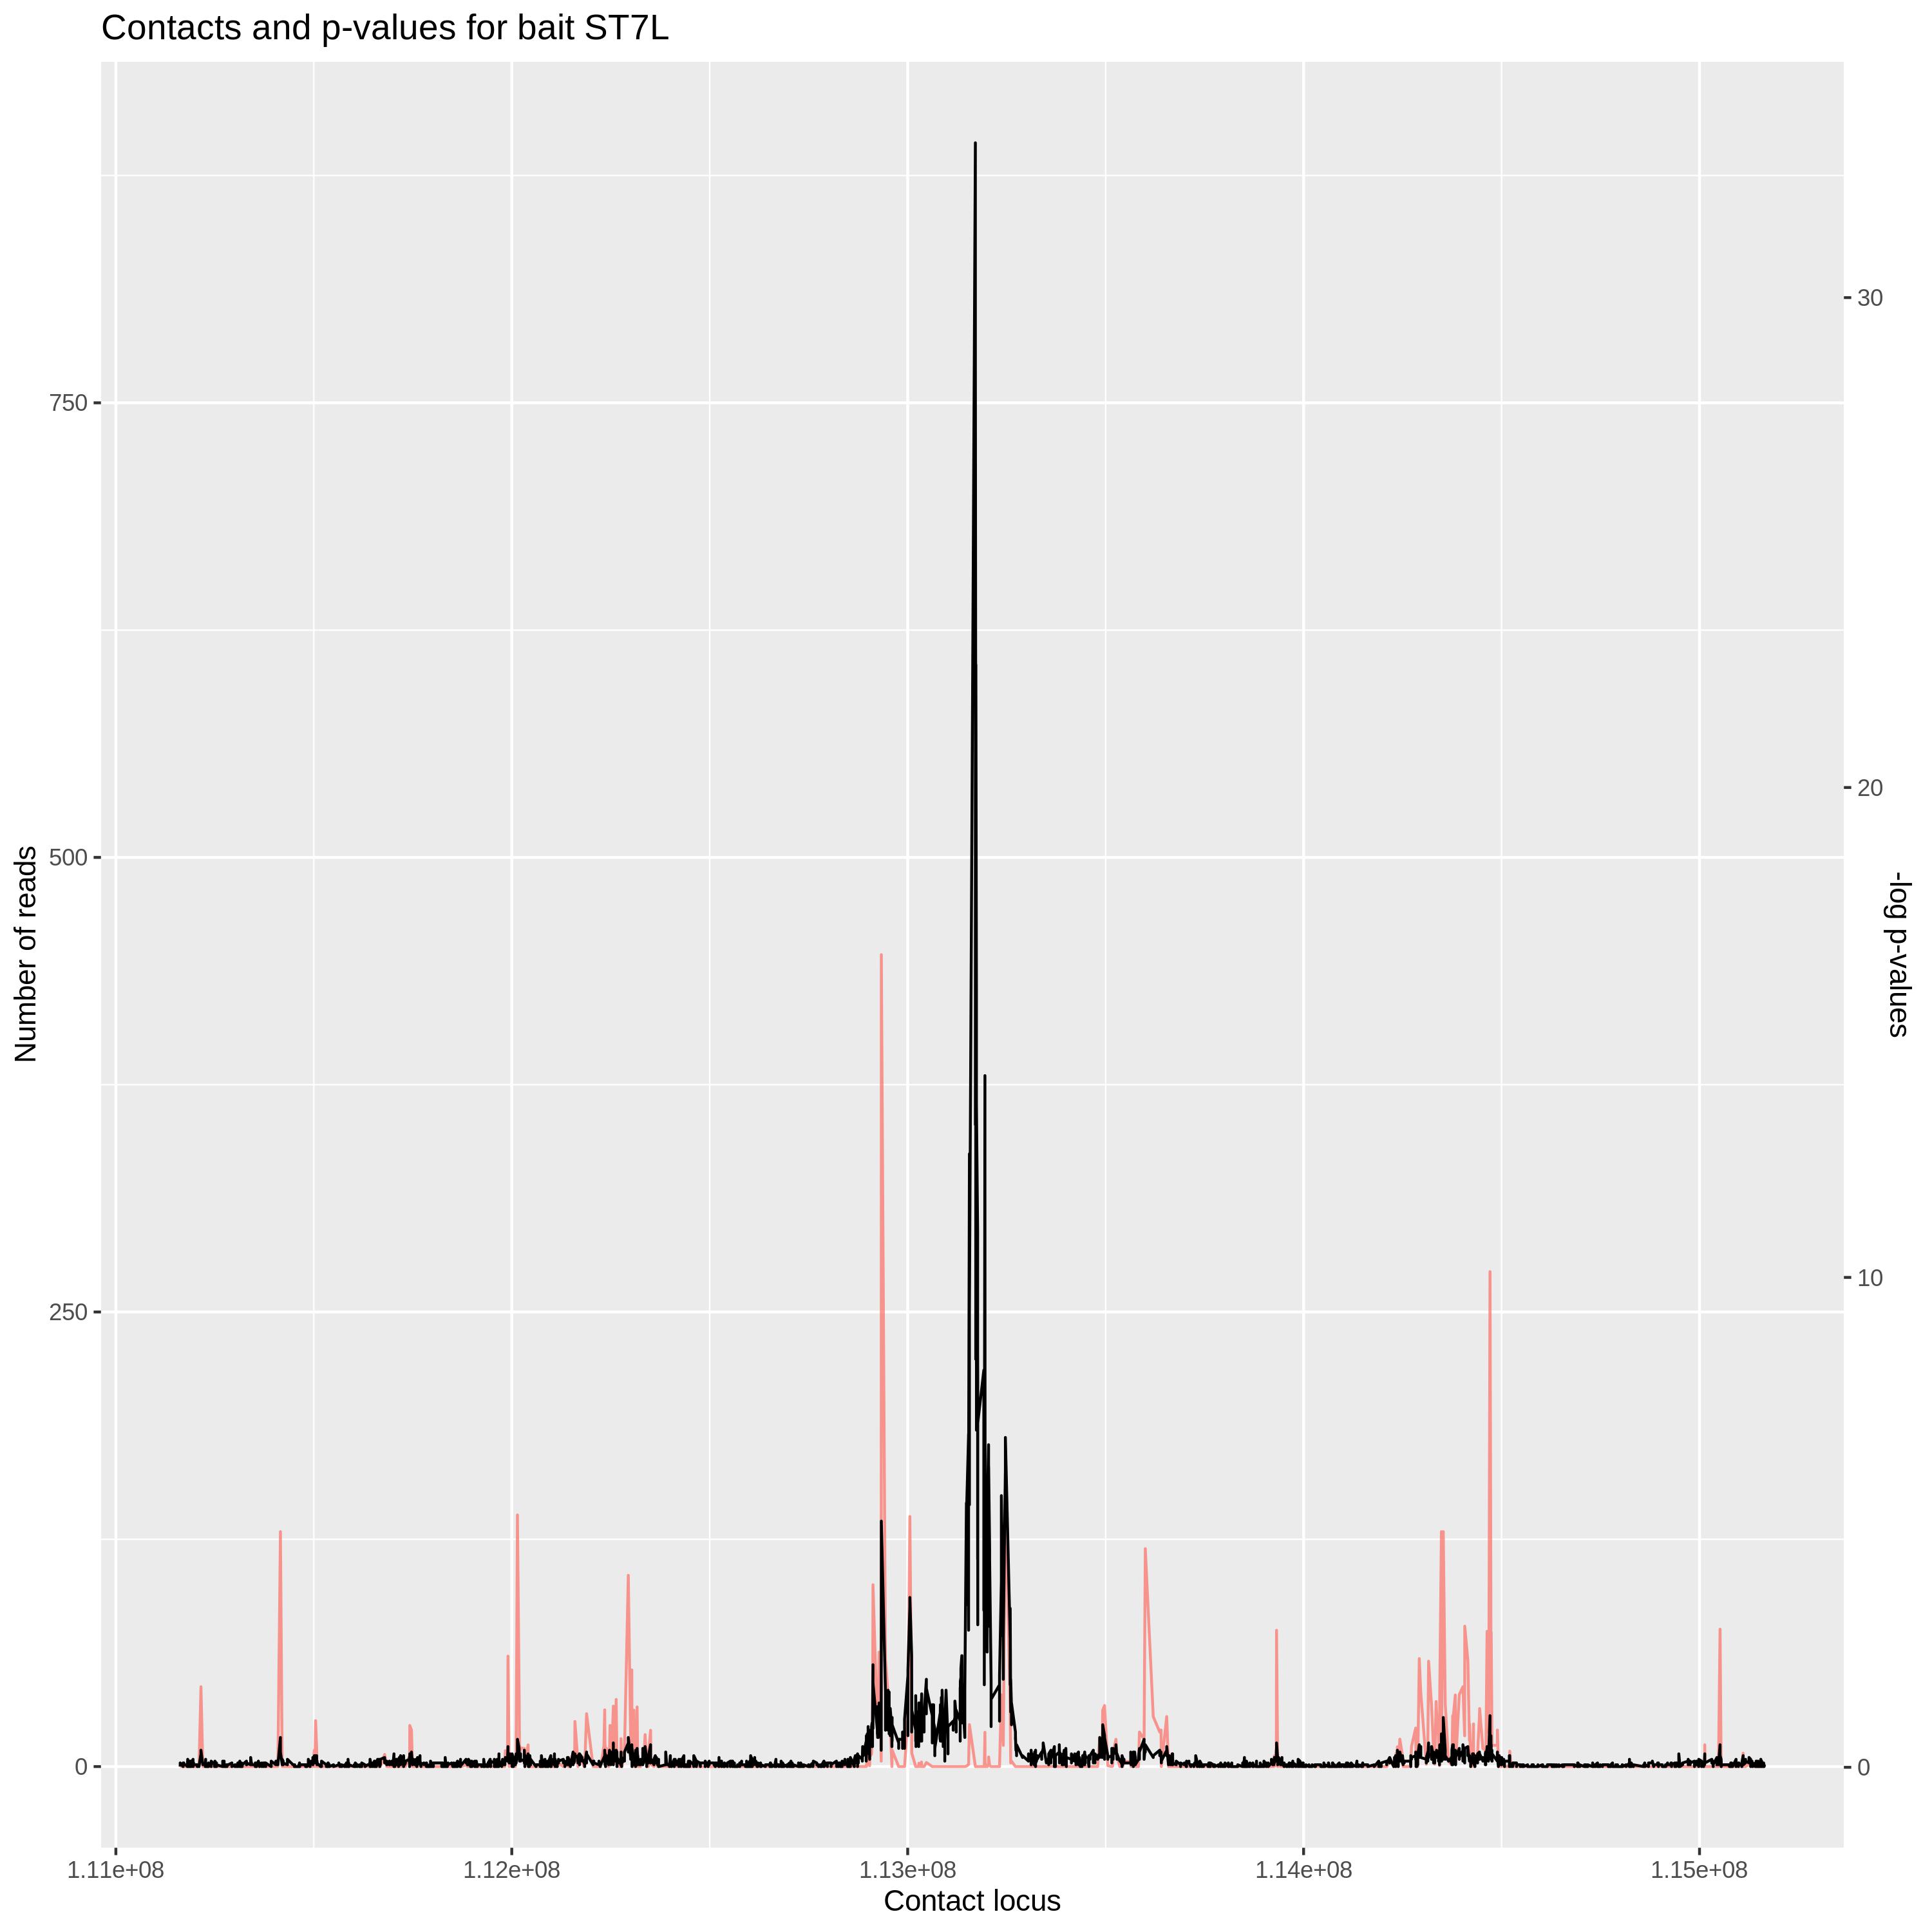 Contacts and p-values for bait ST7L
Number of reads
750
500
250
0
30
20
10
0
-log p-values
1.11e+08
1.12e+08
1.13e+08
1.14e+08
1.15e+08
Contact locus